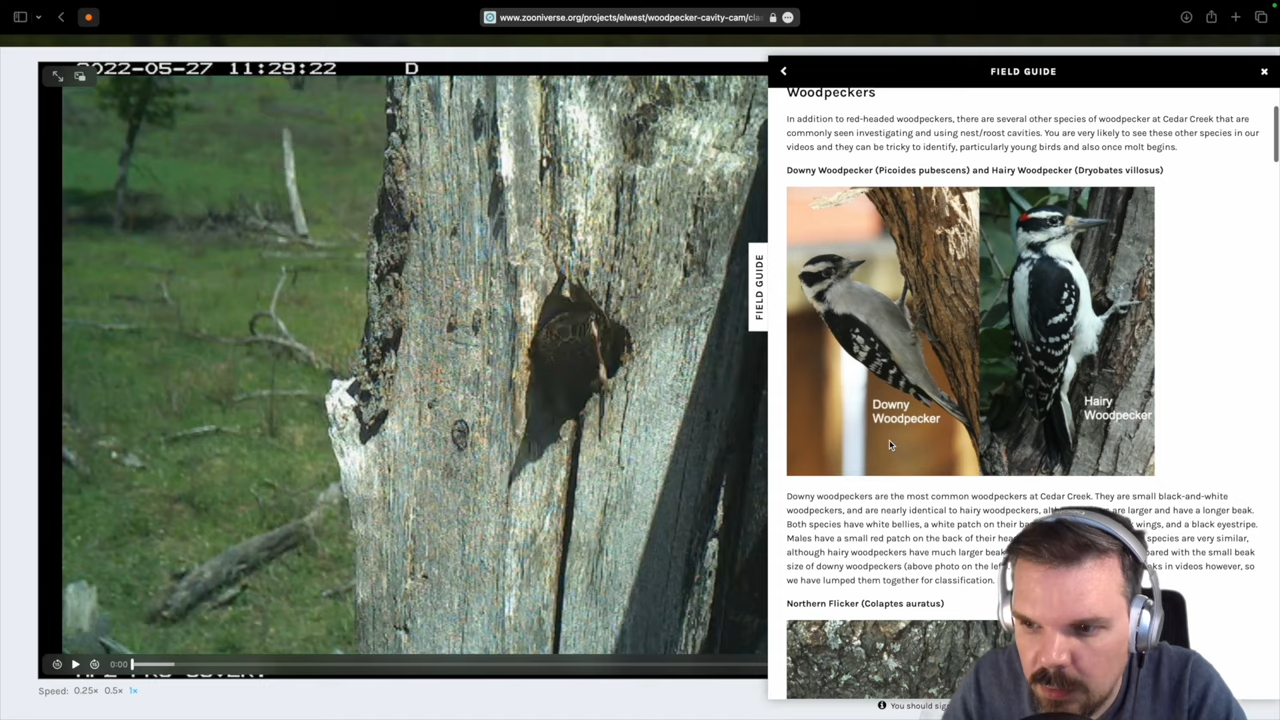 www.zooniverse.org/projects/elwest/woodpecker-cavity-cam/cla
2022-05-27 11:29:22 D
FIELD GUIDE
FIELD GUIDE
Woodpeckers
In addition to red-headed woodpeckers, there are several other species of woodpecker at Cedar Creek that are
commonly seen investigating and using nest/roost cavities. You are very likely to see these other species in our
videos and they can be tricky to identify, particularly young birds and also once molt begins.
Downy Woodpecker (Picoides pubescens) and Hairy Woodpecker (Dryobates villosus)
Downy
Woodpecker
Hairy
Woodpecker
Downy woodpeckers are the most common woodpeckers at Cedar Creek. They are small black-and-white
woodpeckers, and are nearly identical to hairy woodpeckers, are larger and have a longer beak.
Both species have white bellies, a white patch on their wings, and a black eyestripe.
Males have a small red patch on the back of their species are very similar,
although hairy woodpeckers have much larger with the small beak
size of downy woodpeckers (above photo on the in videos however, so
we have lumped them together for classification.
Northern Flicker (Colaptes auratus)
0:00
Speed: 0.25× 0.5× 1×
You should